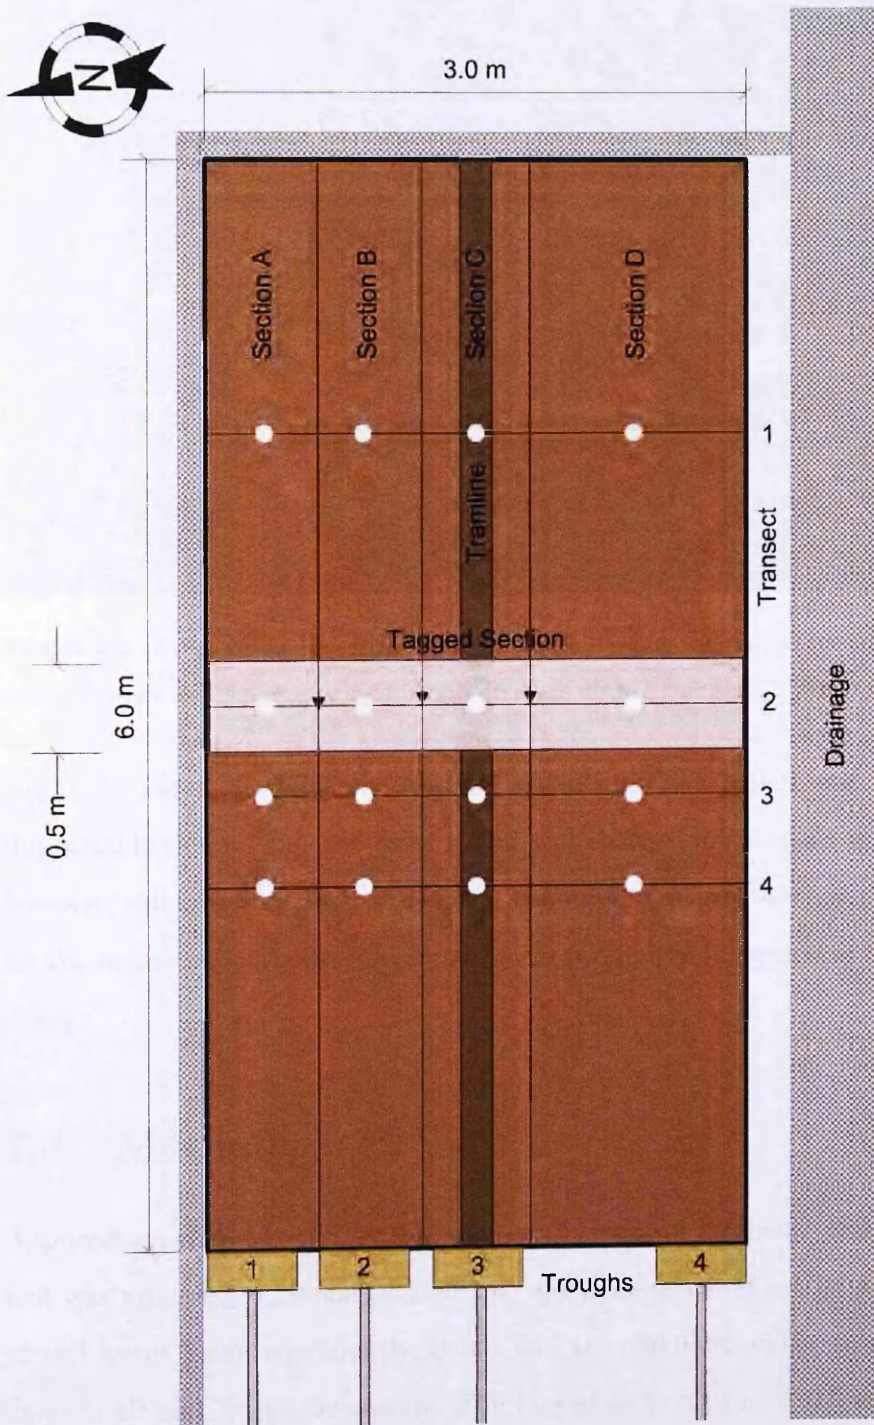 N
3.0 m
Section A
Section B
Section C
Section D
1
Tramline
Transect
Tagged Section
2
6.0 m
Drainage
0.5 m
3
4
1
2
3
4
Troughs